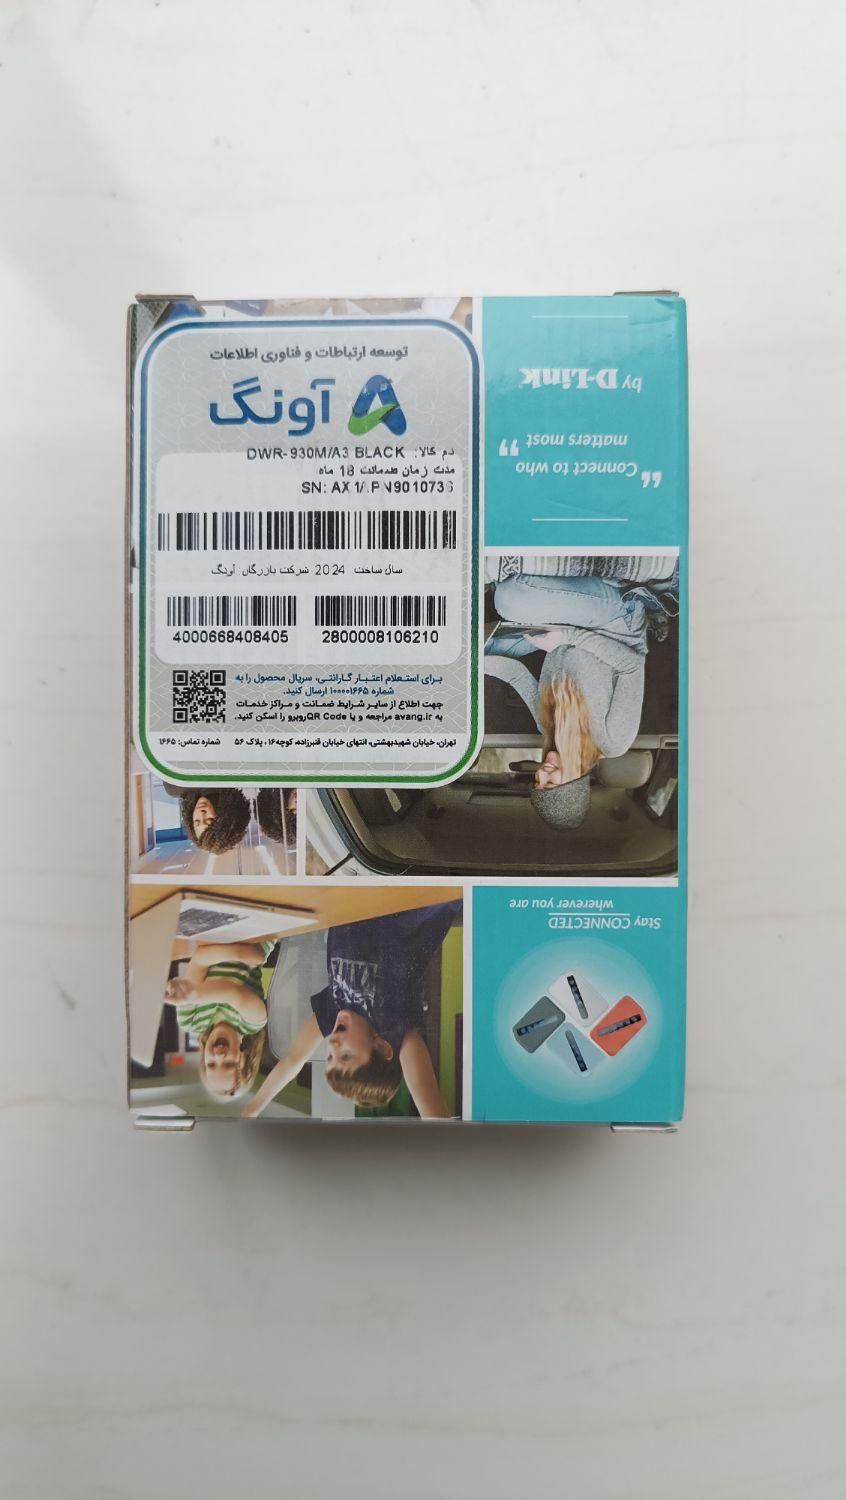 توسعه ارتباطات و فناوری اطلاعات
آونگ
DWR-930M/A3 BLACK :کالا
مدت زمان ضمانت 18 ماه
SN:
سال ساخت 2024 شرکت بازرگانی آونگ
4000668408405 2800008106210
برای استعلام اعتبار گارانتی، سریال محصول را به
شماره ۱۰۰۰۰۱۶۶۵ ارسال کنید.
جهت اطلاع از سایر شرایط ضمانت و مراکز خدمات
به avang.ir مراجعه و یا QR Code روبرو را اسکن کنید.
تهران، خیابان شهیدبهشتی، انتهای خیابان قنبرزاده، کوچه۱۶، پلاک ۵۶ شماره تماس: ۱۶۶۵
by D-Link
“Connect to who
matters most”
Stay CONNECTED
wherever you are